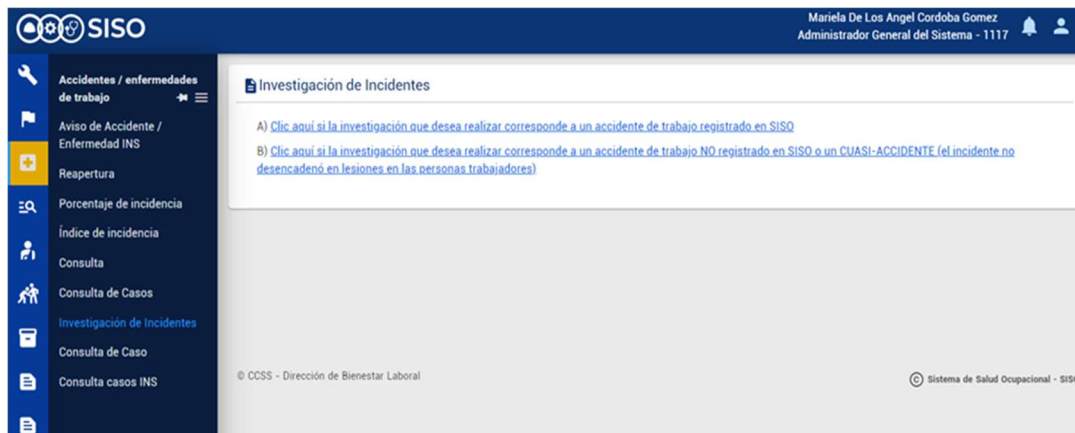 SISO
Mariela De Los Angel Cordoba Gomez
Administrador General del Sistema - 1117
Accidentes / enfermedades
de trabajo
Aviso de Accidente /
Enfermedad INS
Reapertura
Porcentaje de incidencia
Índice de incidencia
Consulta
Consulta de Casos
Investigación de Incidentes
Consulta de Caso
Consulta casos INS
Investigación de Incidentes
A) Clic aquí si la investigación que desea realizar corresponde a un accidente de trabajo registrado en SISO
B) Clic aquí si la investigación que desea realizar corresponde a un accidente de trabajo NO registrado en SISO o un CUASI-ACCIDENTE (el incidente no
desencadenó en lesiones en las personas trabajadores)
© CCSS - Dirección de Bienestar Laboral
© Sistema de Salud Ocupacional - SISO